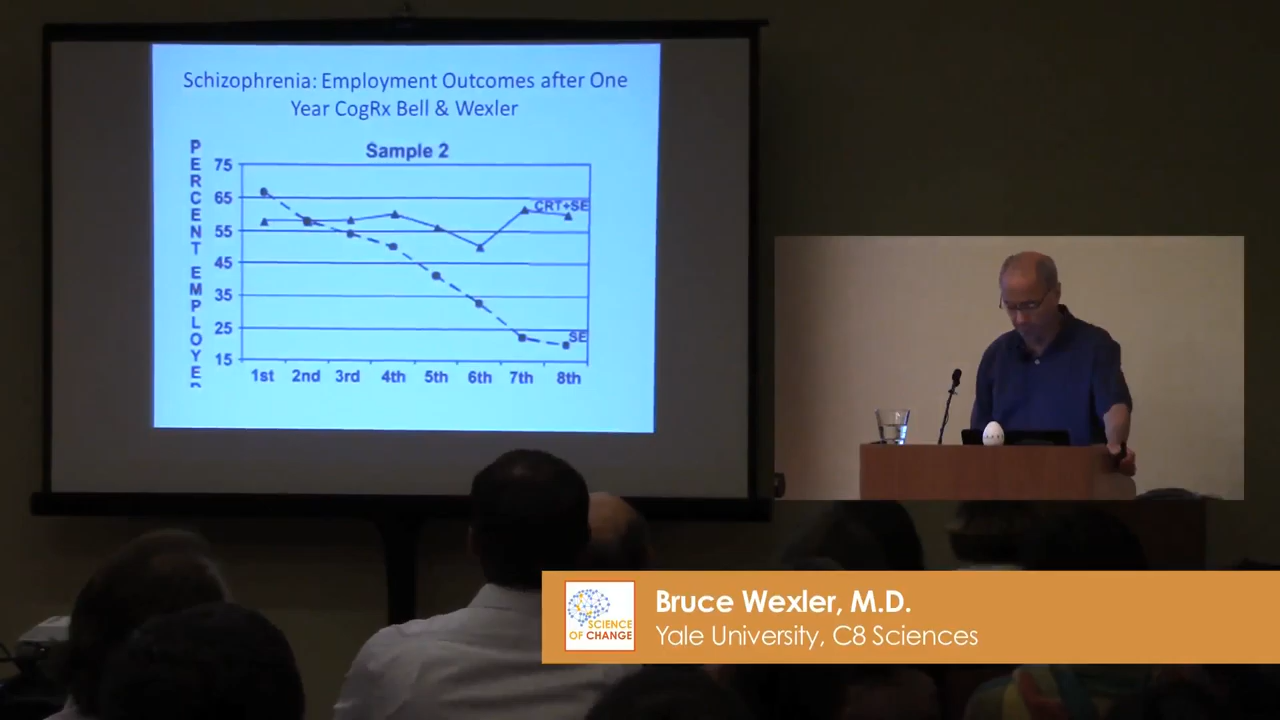 Schizophrenia: Employment Outcomes after One
Year CogRx Bell & Wexler
Sample 2
PERCENT EMPLOYED
75
65
55
45
35
25
15
CRT+SE
SE
1st 2nd 3rd 4th 5th 6th 7th 8th
SCIENCE
OF CHANGE
Bruce Wexler, M.D.
Yale University, C8 Sciences